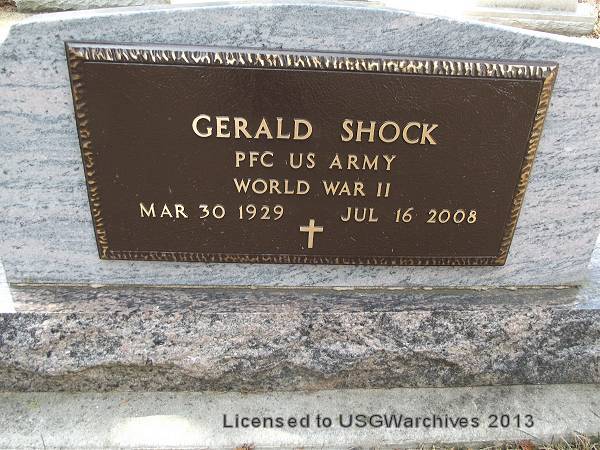 GERALD SHOCK
PFC US ARMY
WORLD WAR II
MAR 30 1929 JUL 16 2008
Licensed to USGWarchives 2013